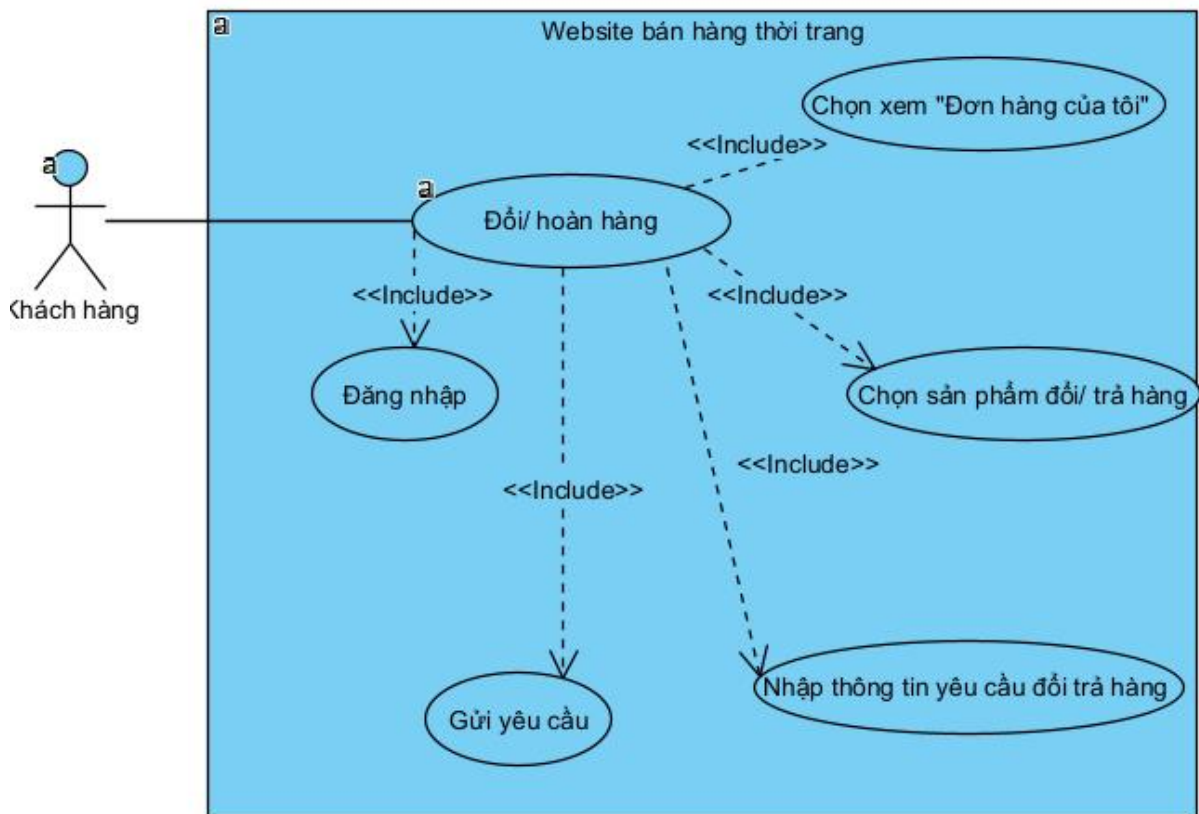 a
Website bán hàng thời trang
Chọn xem "Đơn hàng của tôi"
<<Include>>
a
a
Đổi/ hoàn hàng
Khách hàng
<<Include>>
<<Include>>
Đăng nhập
Chọn sản phẩm đổi/ trả hàng
<<Include>>
<<Include>>
Nhập thông tin yêu cầu đổi trả hàng
Gửi yêu cầu